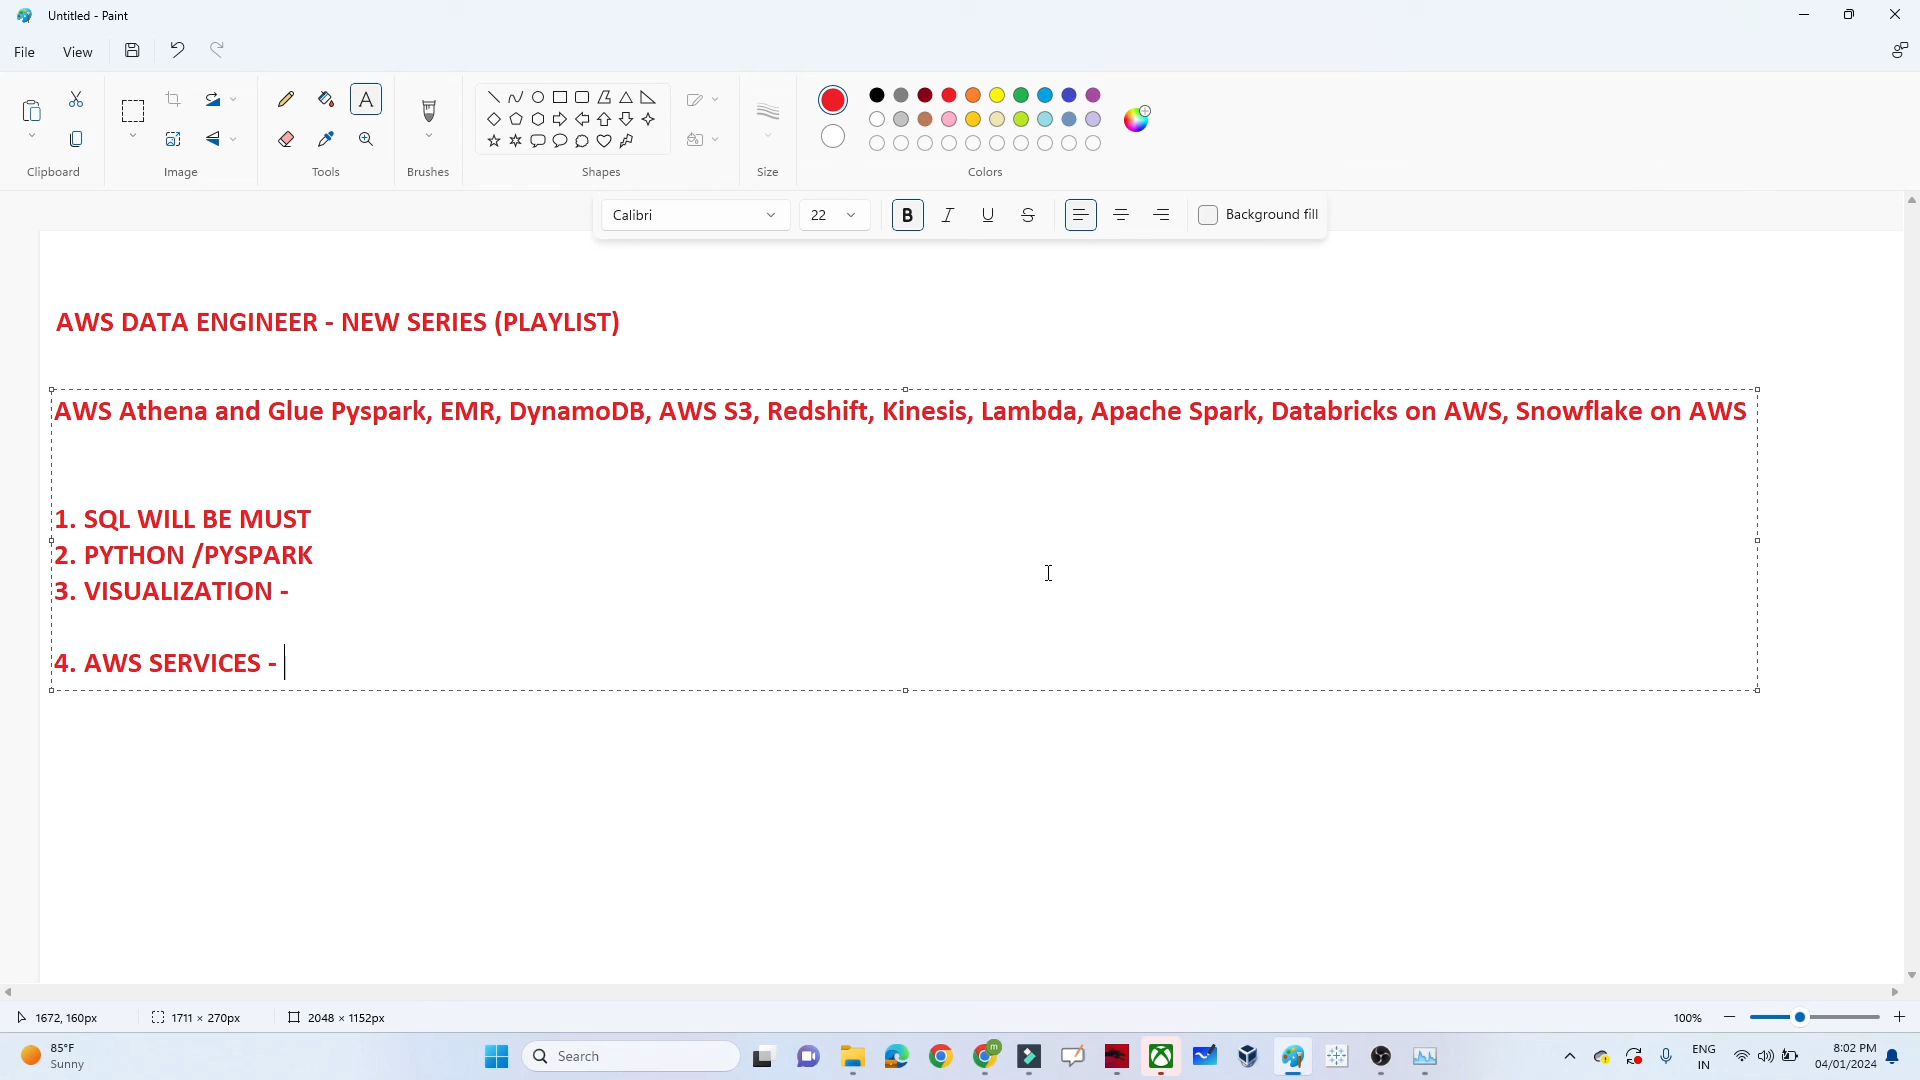 Untitled - Paint
File View
Clipboard Image Tools Brushes Shapes Size Colors
Calibri 22 B I U S Background fill
AWS DATA ENGINEER - NEW SERIES (PLAYLIST)
AWS Athena and Glue Pyspark, EMR, DynamoDB, AWS S3, Redshift, Kinesis, Lambda, Apache Spark, Databricks on AWS, Snowflake on AWS
1. SQL WILL BE MUST
2. PYTHON /PYSPARK
3. VISUALIZATION -
4. AWS SERVICES -
1672, 160px 1711 × 270px 2048 × 1152px 100%
85°F
Sunny
Search
ENG
IN
8:02 PM
04/01/2024